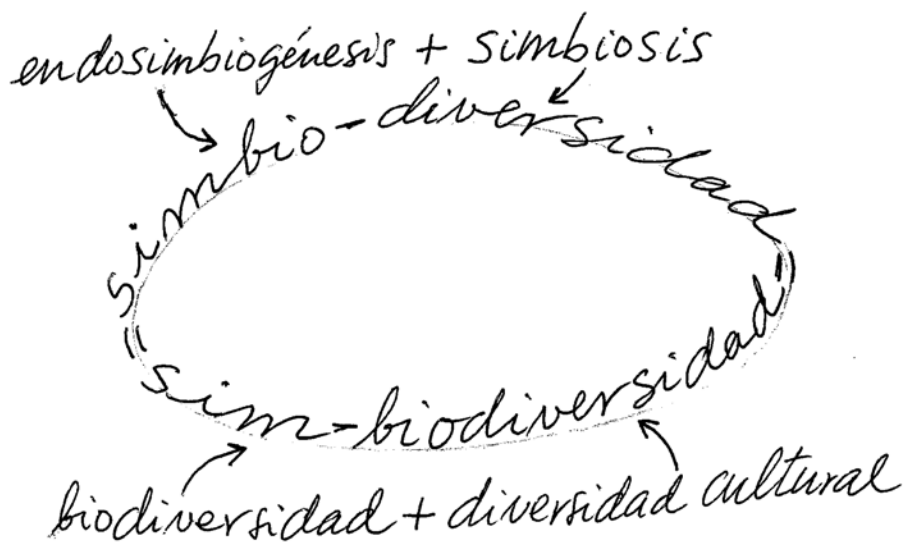 endosimbiogénesis + simbiosis
simbio-diversidad
=
=
sim-biodiversidad
biodiversidad + diversidad cultural